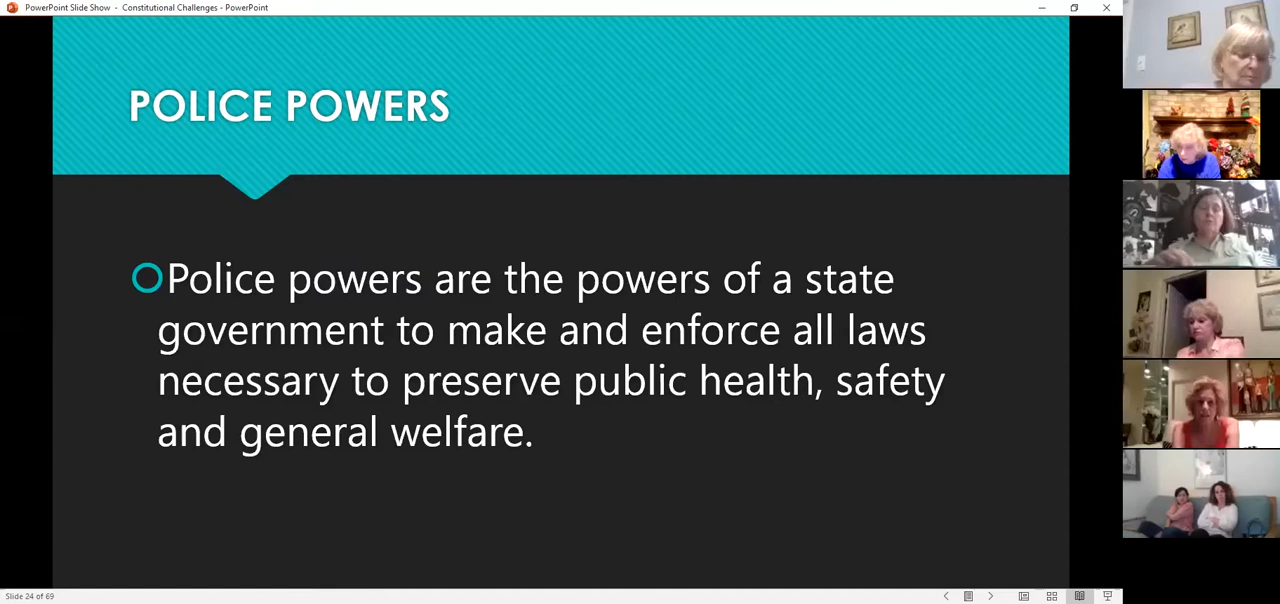 PowerPoint Slide Show - Constitutional Challenges - PowerPoint
POLICE POWERS
Police powers are the powers of a state
government to make and enforce all laws
necessary to preserve public health, safety
and general welfare.
Slide 24 of 69